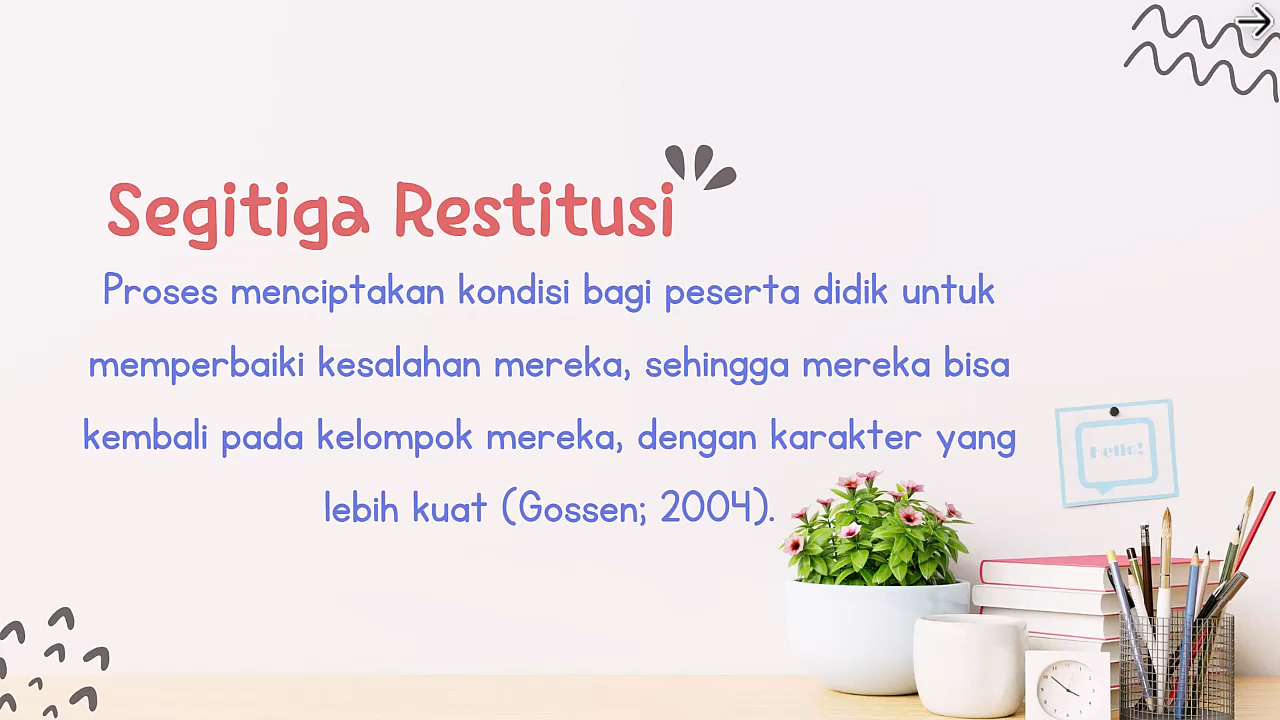 Segitiga Restitusi
Proses menciptakan kondisi bagi peserta didik untuk
memperbaiki kesalahan mereka, sehingga mereka bisa
kembali pada kelompok mereka, dengan karakter yang
lebih kuat (Gossen; 2004).
Hello!